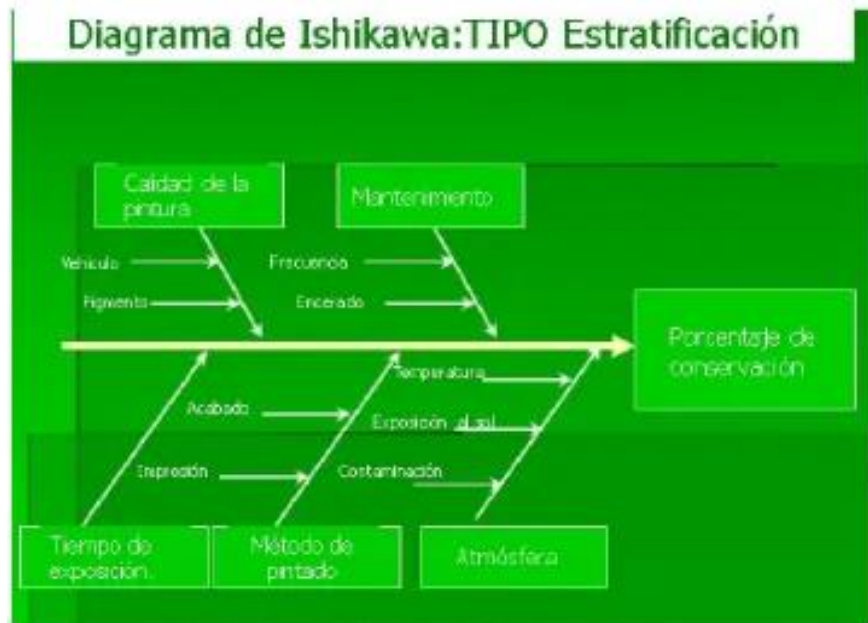 Diagrama de Ishikawa:TIPO Estratificación
Calidad de la
pintura
Mantenimiento
Vehículo
Frecuencia
Pigmento
Encerado
Porcentaje de
conservación
Temperatura
Acabado
Exposición al sol
Impresión
Contaminación
Tiempo de
exposición.
Método de
pintado
Atmósfera